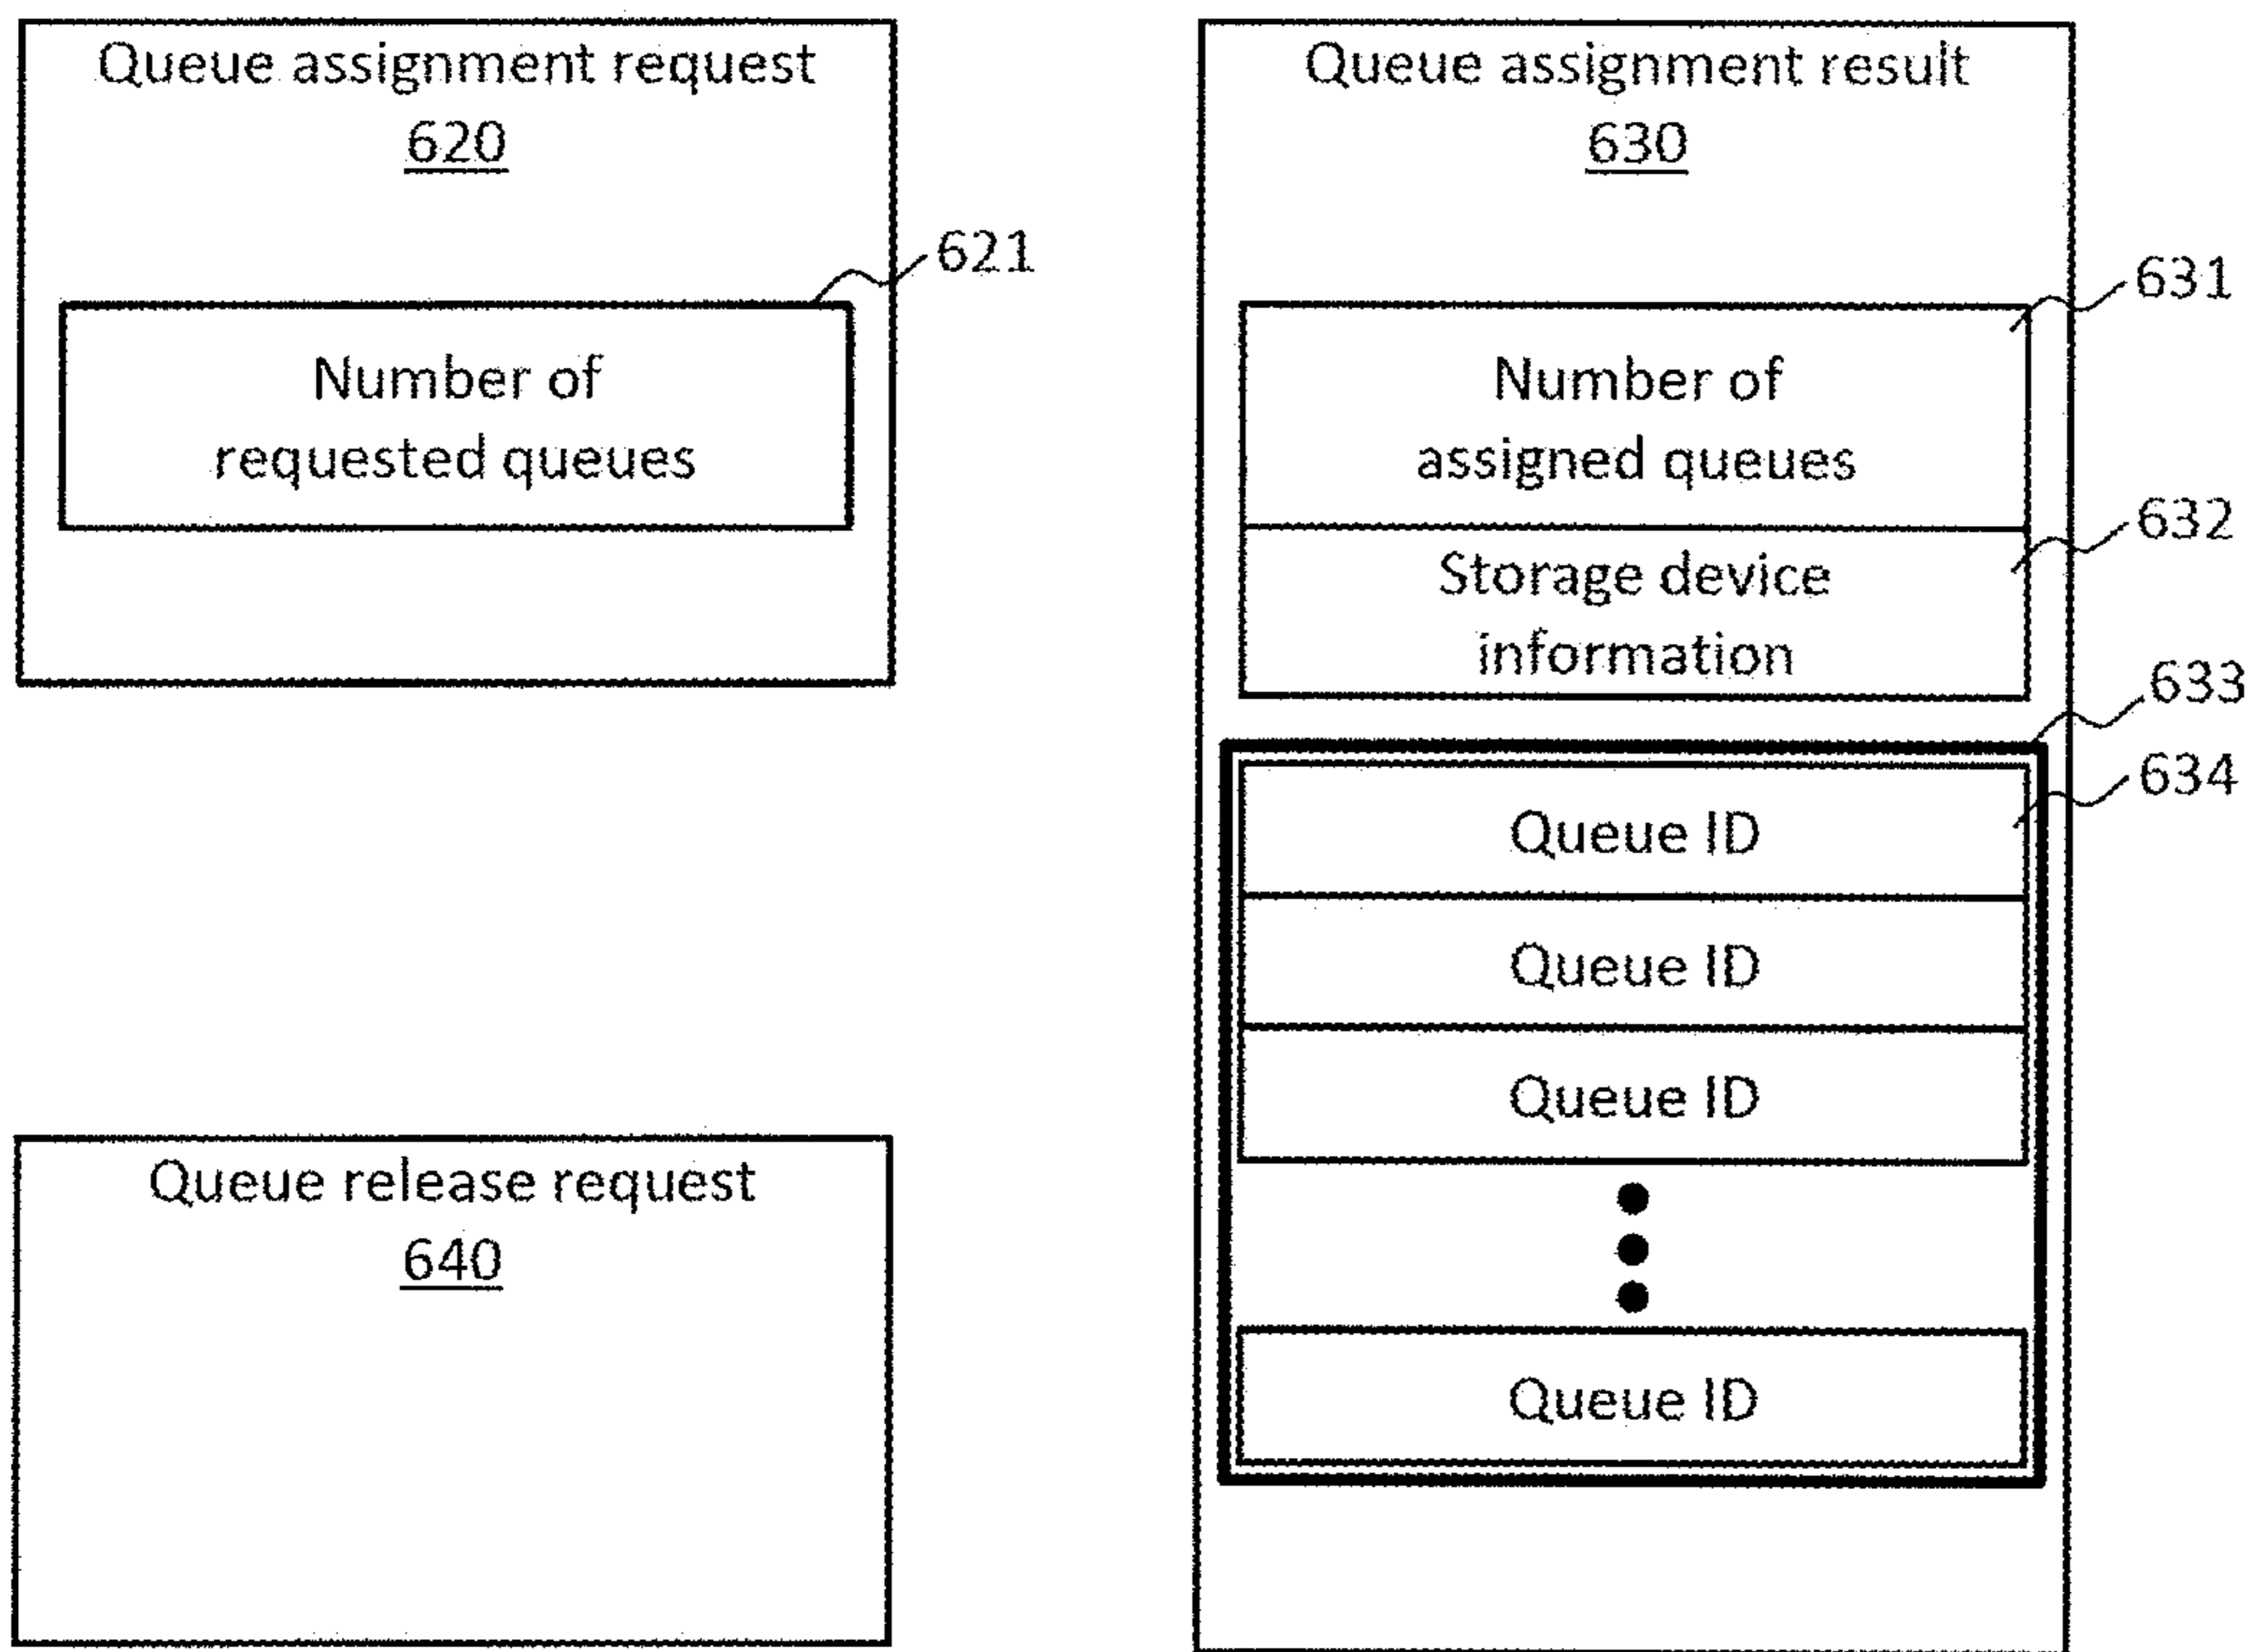 Queue assignment request
620
621
Number of
requested queues
Queue release request
640
Queue assignment result
630
631
Number of
assigned queues
632
Storage device
information
633
634
Queue ID
Queue ID
Queue ID
Queue ID